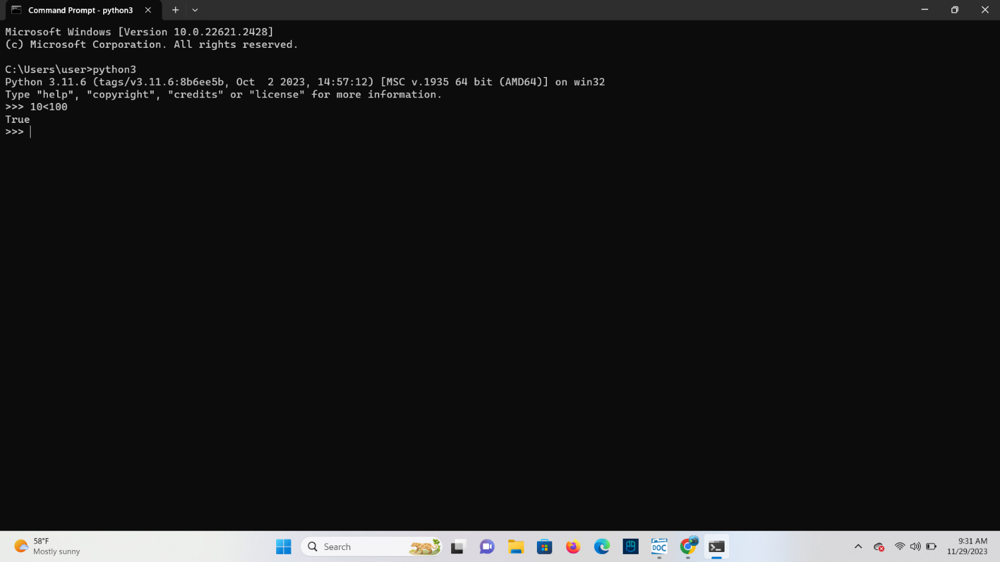 Command Prompt - python3
Microsoft Windows [Version 10.0.22621.2428]
(c) Microsoft Corporation. All rights reserved.
C:\Users\user>python3
Python 3.11.6 (tags/v3.11.6:8b6ee5b, Oct  2 2023, 14:57:12) [MSC v.1935 64 bit (AMD64)] on win32
Type "help", "copyright", "credits" or "license" for more information.
>>> 10<100
True
>>>
58°F
Mostly sunny
Search
DOC
9:31 AM
11/29/2023